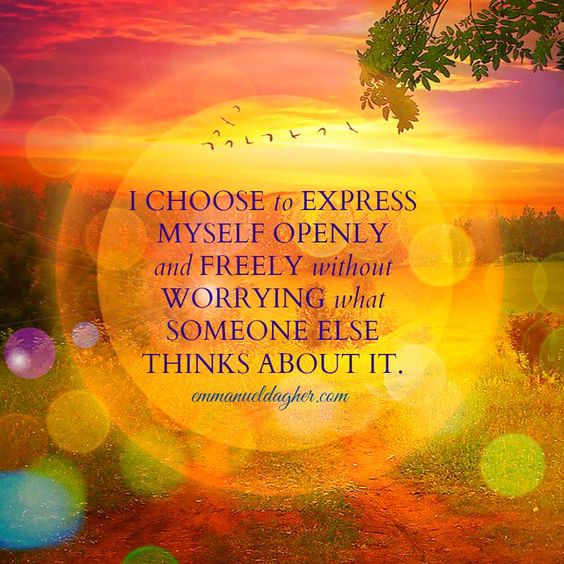 I CHOOSE to EXPRESS
MYSELF OPENLY
and FREELY without
WORRYING what
SOMEONE ELSE
THINKS ABOUT IT.
emmanueldagher.com